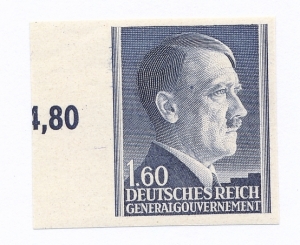 4,80
1.60
DEUTSCHES REICH
GENERALGOUVERNEMENT